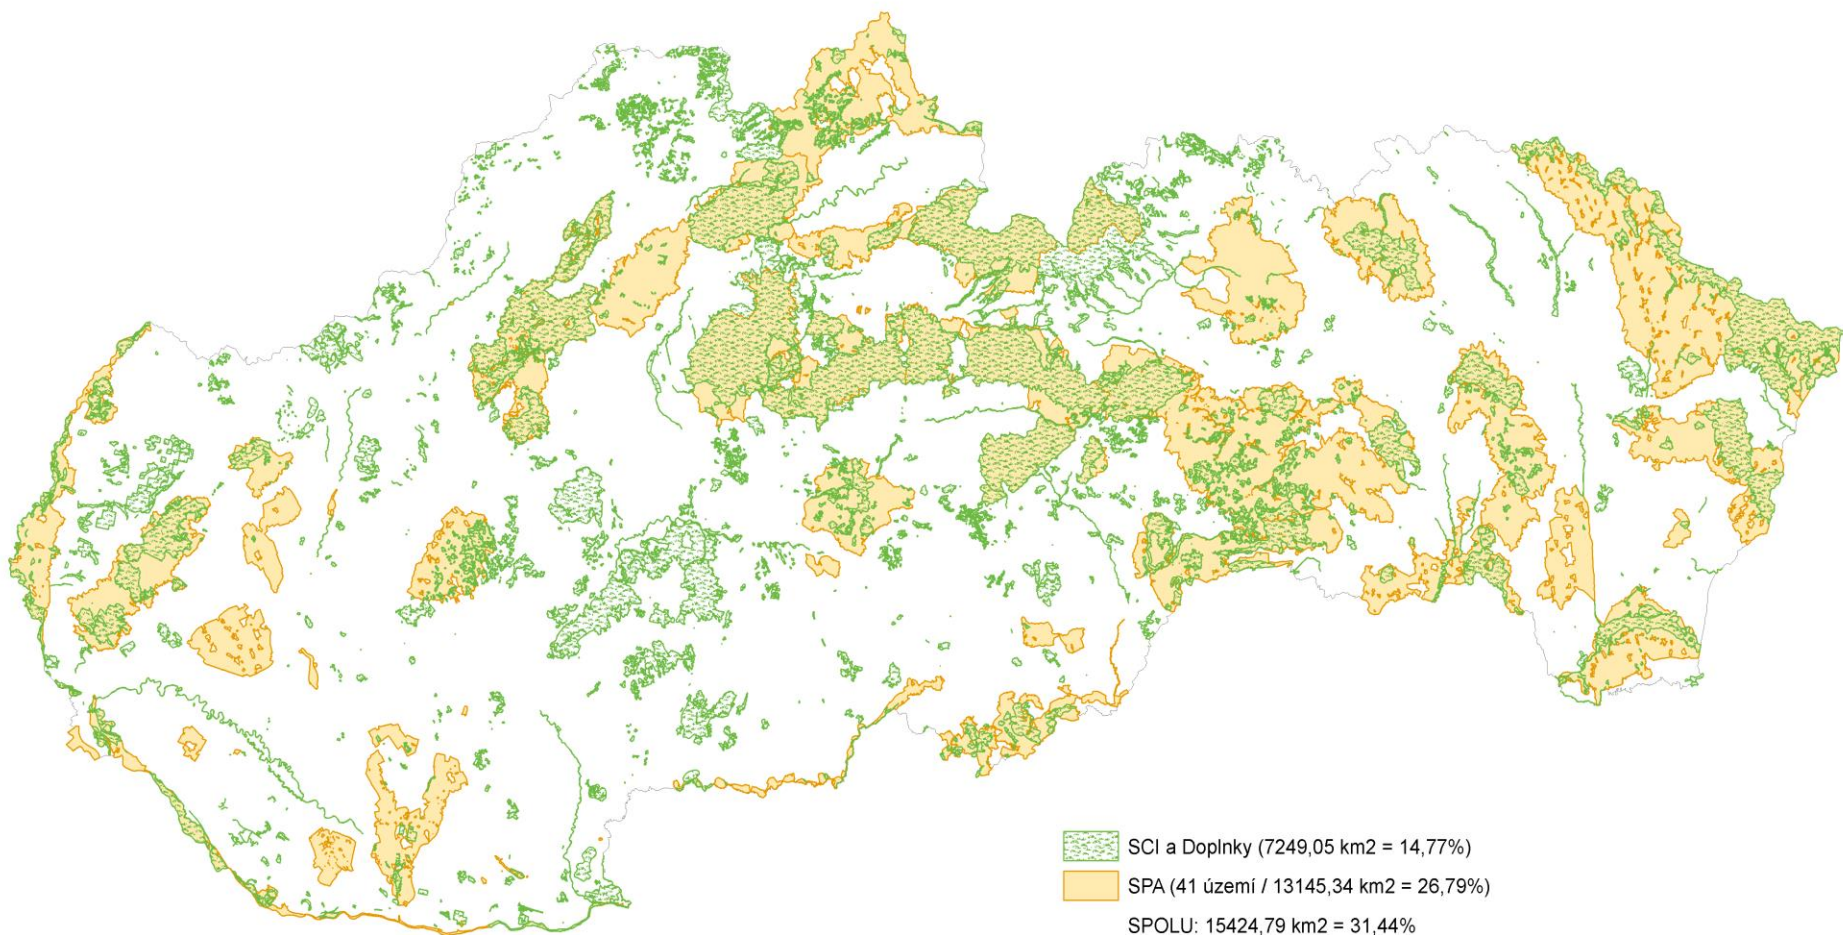 SCI a Doplnky (7249,05 km2 = 14,77%)
SPA (41 území / 13145,34 km2 = 26,79%)
SPOLU: 15424,79 km2 = 31,44%